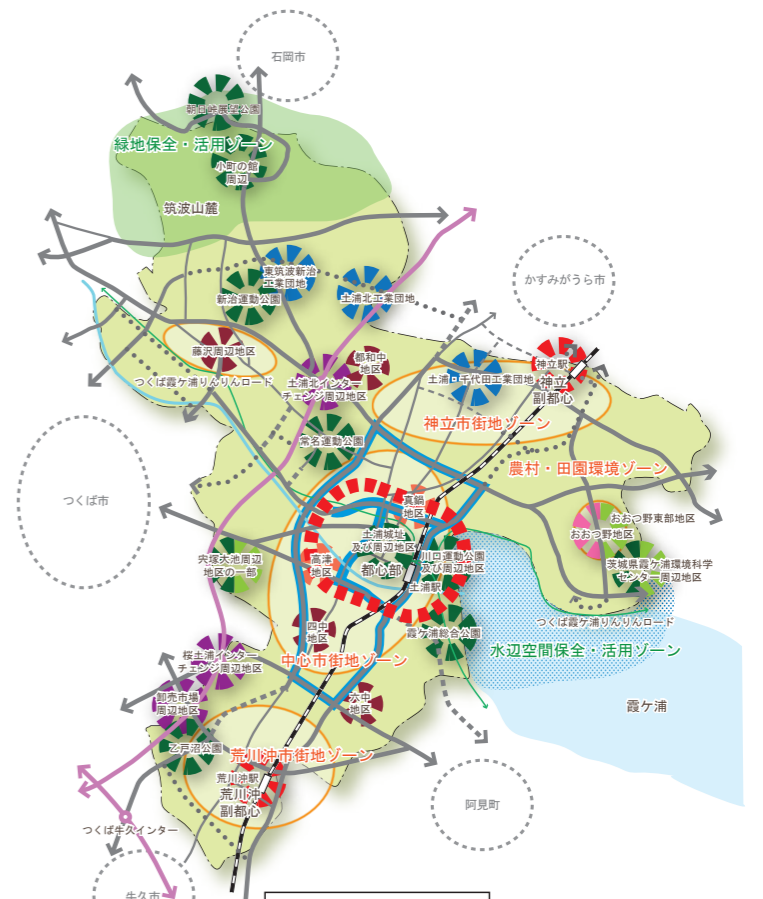 石岡市
朝日峠展望公園
緑地保全・活用ゾーン
小町の館
周辺
筑波山麓
東筑波新治
工業団地
新治運動公園
土浦北工業団地
かすみがうら市
藤沢周辺地区
都和中
地区
土浦北インター
チェンジ周辺地区
つくば霞ケ浦りんりんロード
土浦・千代田工業団地
神立駅
神立
副都心
神立市街地ゾーン
常名運動公園
農村・田園環境ゾーン
つくば市
真鍋
地区
おおつ野東部地区
おおつ野地区
土浦城址
及び周辺地区
川口運動公園
及び周辺地区
宍塚大池周辺
地区の一部
高津
地区
都心部
土浦駅
茨城県霞ケ浦環境科学
センター周辺地区
つくば霞ケ浦りんりんロード
四中
地区
霞ケ浦総合公園
水辺空間保全・活用ゾーン
中心市街地ゾーン
桜土浦インター
チェンジ周辺地区
卸売市場
周辺地区
六中
地区
霞ケ浦
乙戸沼公園
荒川沖市街地ゾーン
荒川沖駅
荒川沖
副都心
阿見町
つくば牛久インター
牛久市